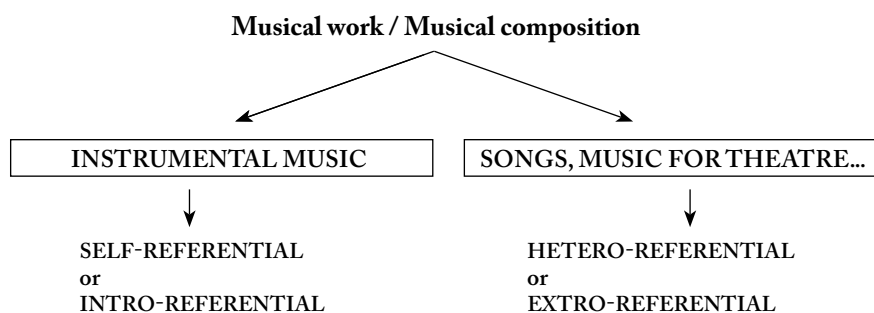 Musical work / Musical composition
INSTRUMENTAL MUSIC
SONGS, MUSIC FOR THEATRE...
SELF-REFERENTIAL
or
INTRO-REFERENTIAL
HETERO-REFERENTIAL
or
EXTRO-REFERENTIAL